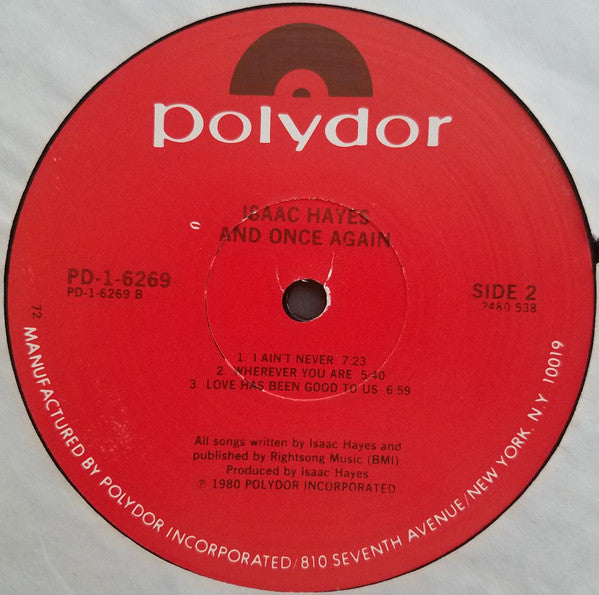 polydor
ISAAC HAYES
AND ONCE AGAIN
PD-1-6269
PD-1-6269 B
SIDE 2
2480 538
1. I AIN'T NEVER 7:23
2. WHEREVER YOU ARE 5:40
3. LOVE HAS BEEN GOOD TO US 6:59
All songs written by Isaac Hayes and
published by Rightsong Music (BMI)
Produced by Isaac Hayes
℗ 1980 POLYDOR INCORPORATED
72
MANUFACTURED BY POLYDOR INCORPORATED/810 SEVENTH AVENUE/NEW YORK. N.Y 10019